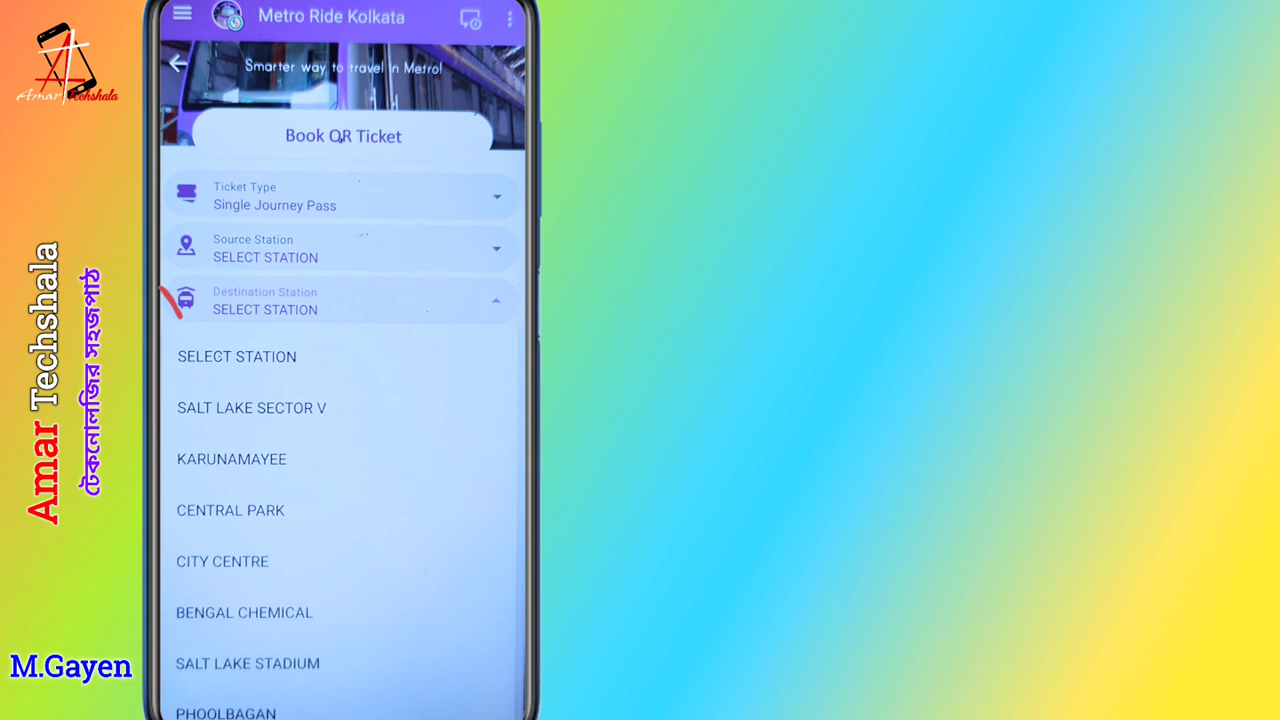 Amar Techshala
Amar Techshala
টেকনোলজির সহজপাঠ
M.Gayen
Metro Ride Kolkata
Smarter way to travel in Metro!
Book QR Ticket
Ticket Type
Single Journey Pass
Source Station
SELECT STATION
Destination Station
SELECT STATION
SELECT STATION
SALT LAKE SECTOR V
KARUNAMAYEE
CENTRAL PARK
CITY CENTRE
BENGAL CHEMICAL
SALT LAKE STADIUM
PHOOLBAGAN